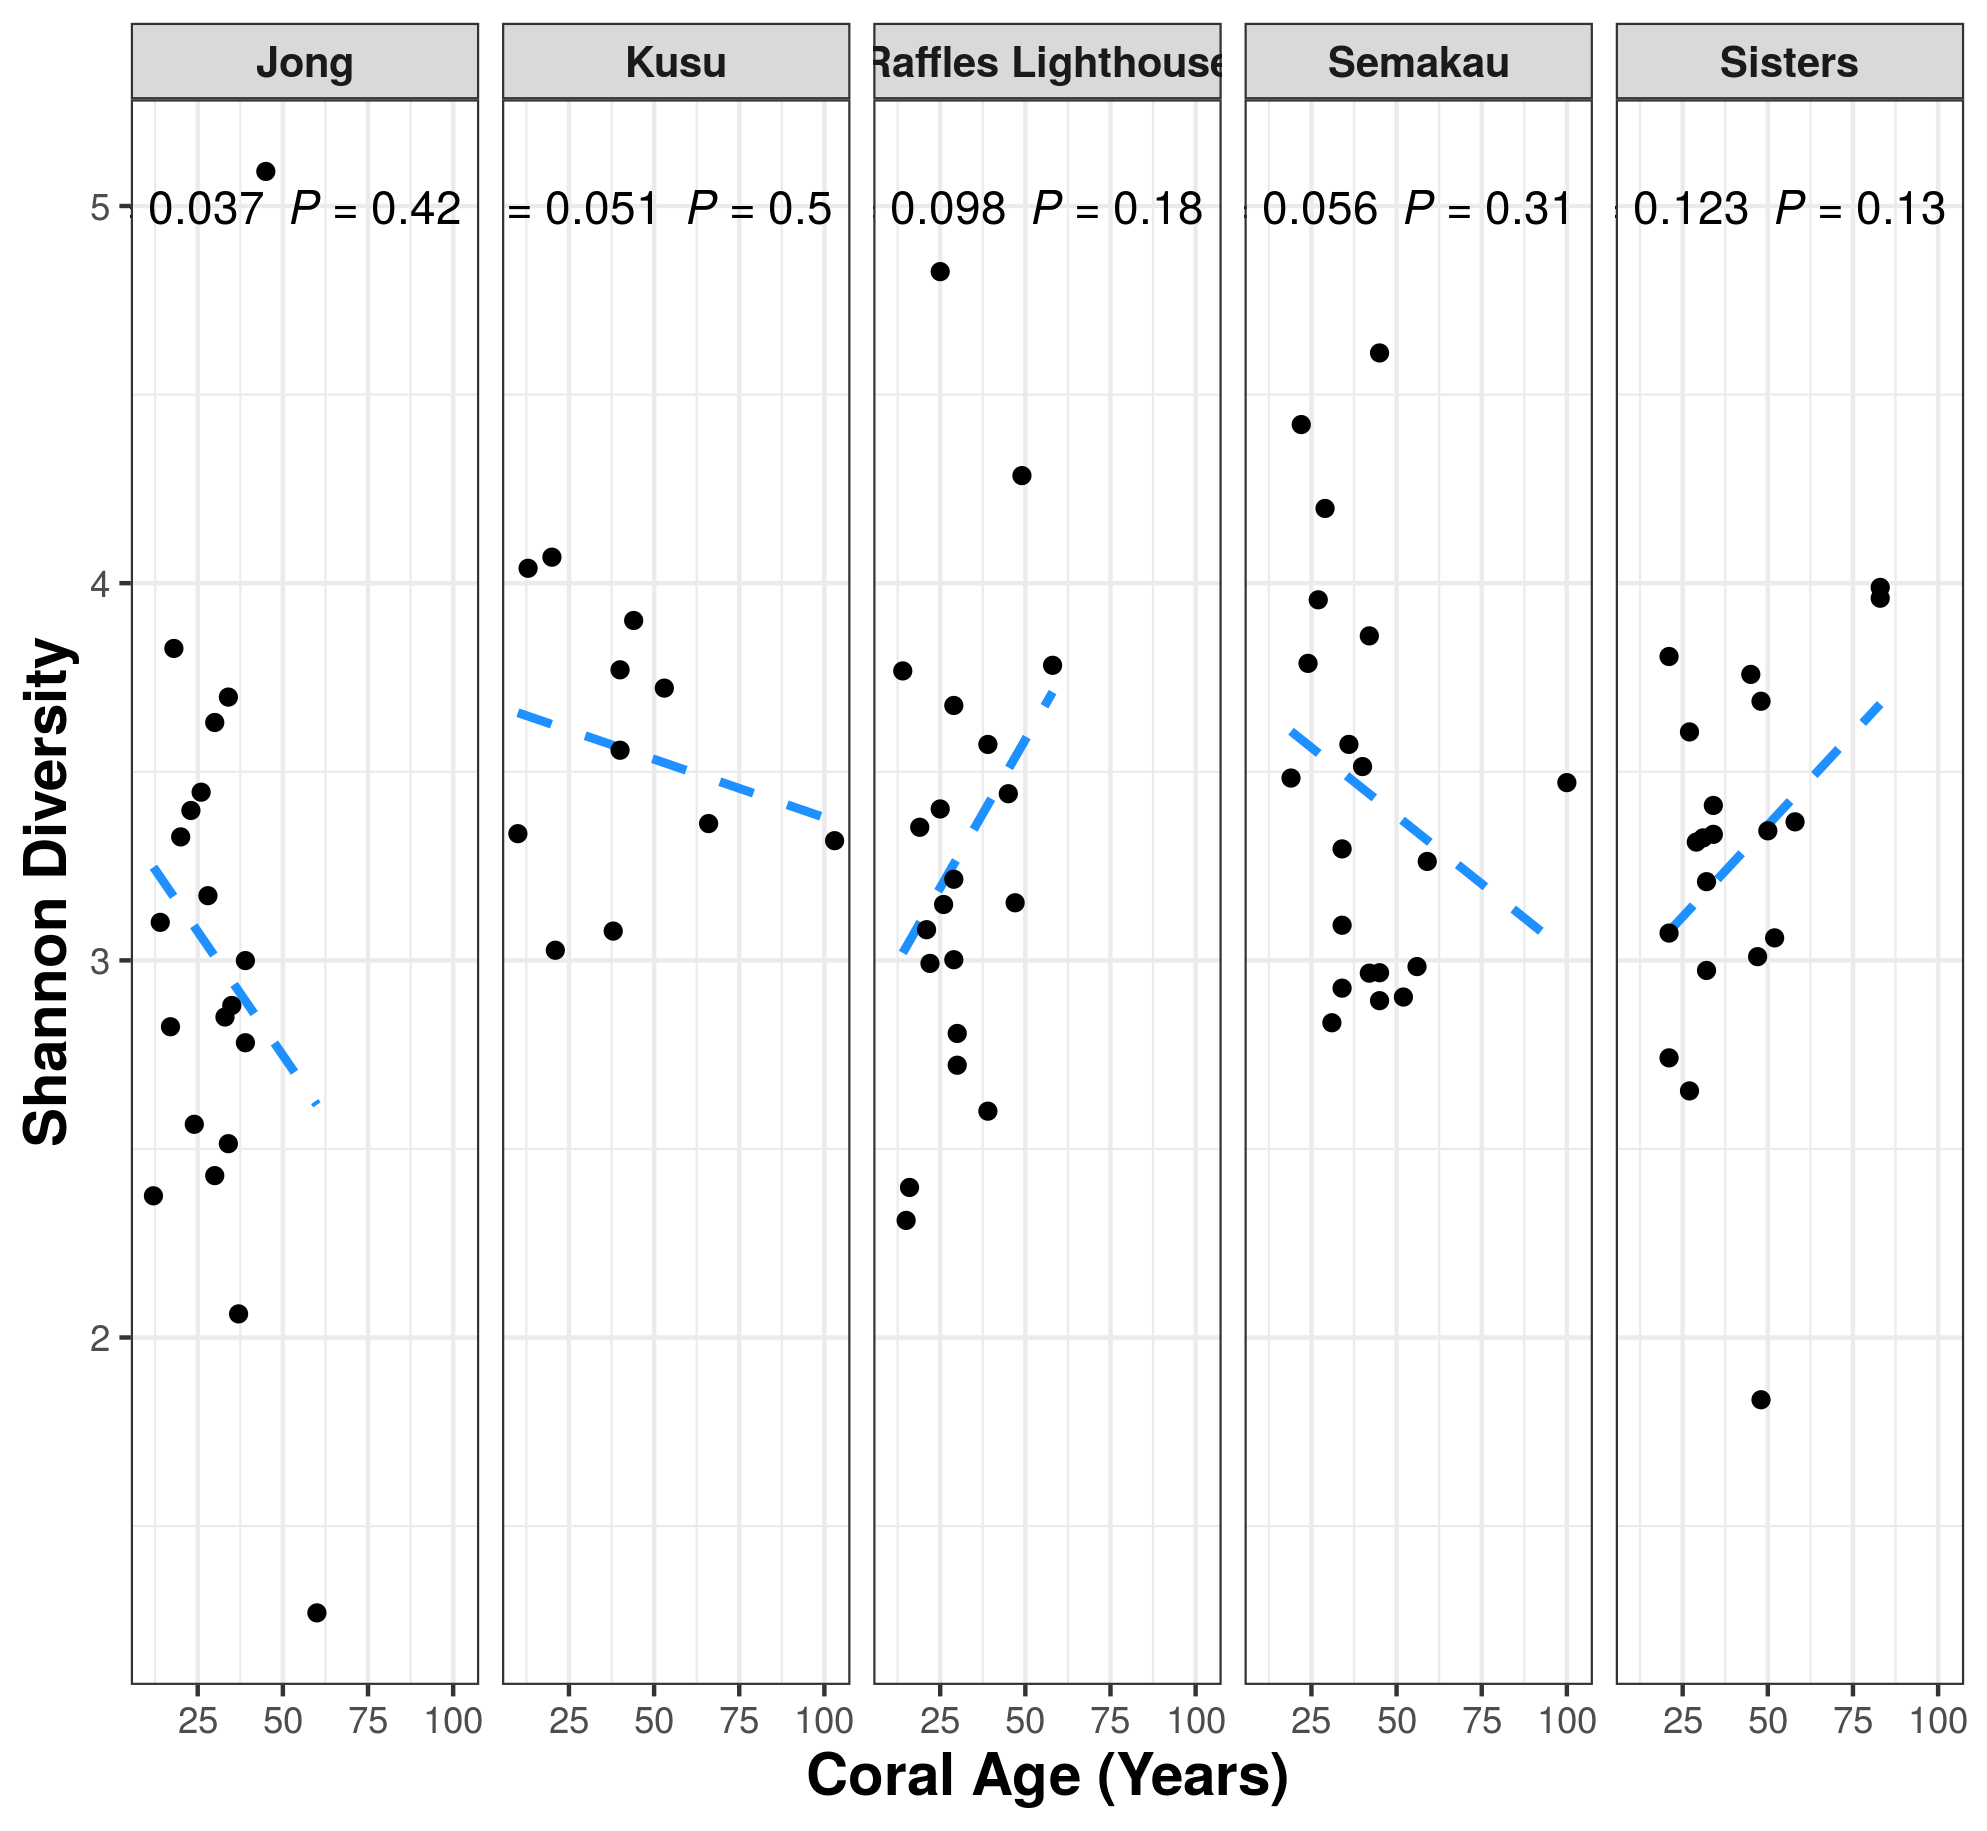 Jong Kusu Raffles Lighthouse Semakau Sisters
0.037 P = 0.42 = 0.051 P = 0.5 0.098 P = 0.18 0.056 P = 0.31 0.123 P = 0.13
5
4
3
2
Shannon Diversity
25 50 75 100 25 50 75 100 25 50 75 100 25 50 75 100 25 50 75 100
Coral Age (Years)